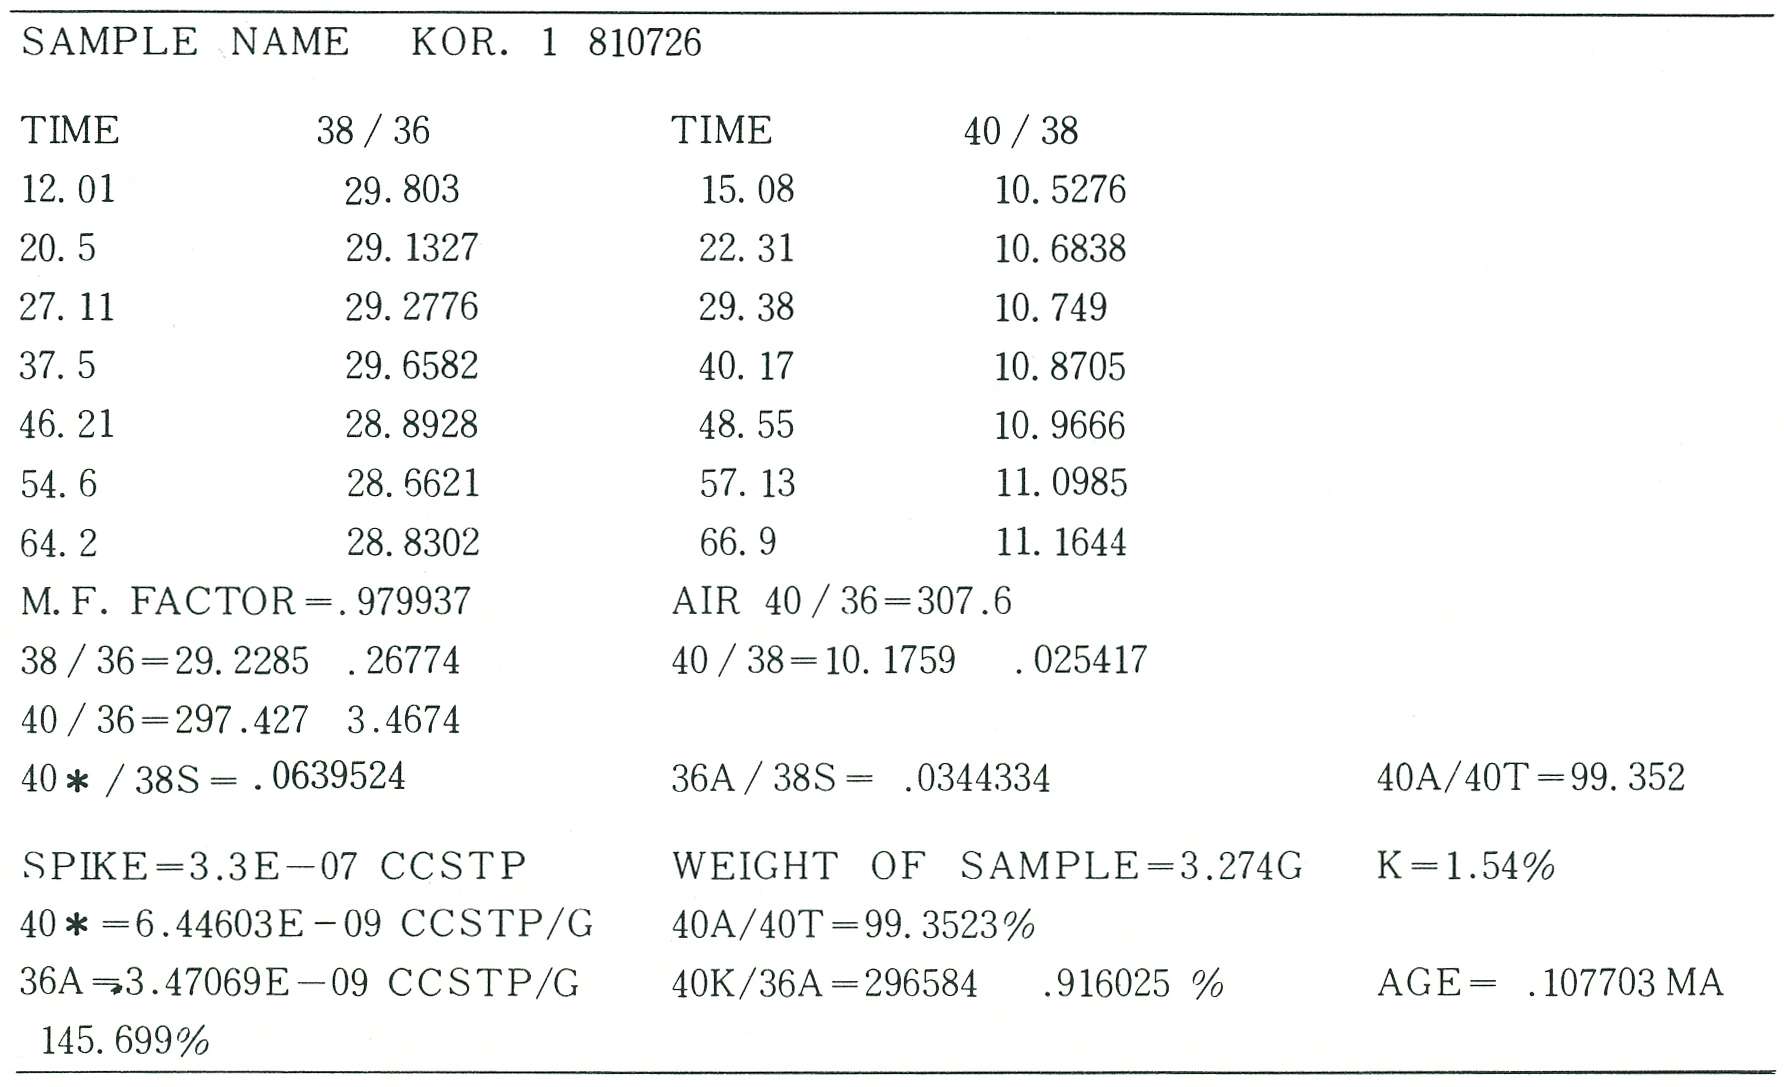 SAMPLE NAME KOR. 1 810726
TIME 38 / 36 TIME 40 / 38
12. 01 29. 803 15. 08 10. 5276
20. 5 29. 1327 22. 31 10. 6838
27. 11 29. 2776 29. 38 10. 749
37. 5 29. 6582 40. 17 10. 8705
46. 21 28. 8928 48. 55 10. 9666
54. 6 28. 6621 57. 13 11. 0985
64. 2 28. 8302 66. 9 11. 1644
M. F. FACTOR=. 979937 AIR 40 / 36=307.6
38 / 36=29. 2285 .26774 40 / 38=10. 1759 .025417
40 / 36=297.427 3.4674
40* / 38S= .0639524 36A / 38S= .0344334 40A/40T=99. 352
SPIKE=3.3E-07 CCSTP WEIGHT OF SAMPLE=3.274G K=1.54%
40*=6.44603E-09 CCSTP/G 40A/40T=99. 3523%
36A=3.47069E-09 CCSTP/G 40K/36A=296584 .916025 % AGE= .107703 MA
145. 699%